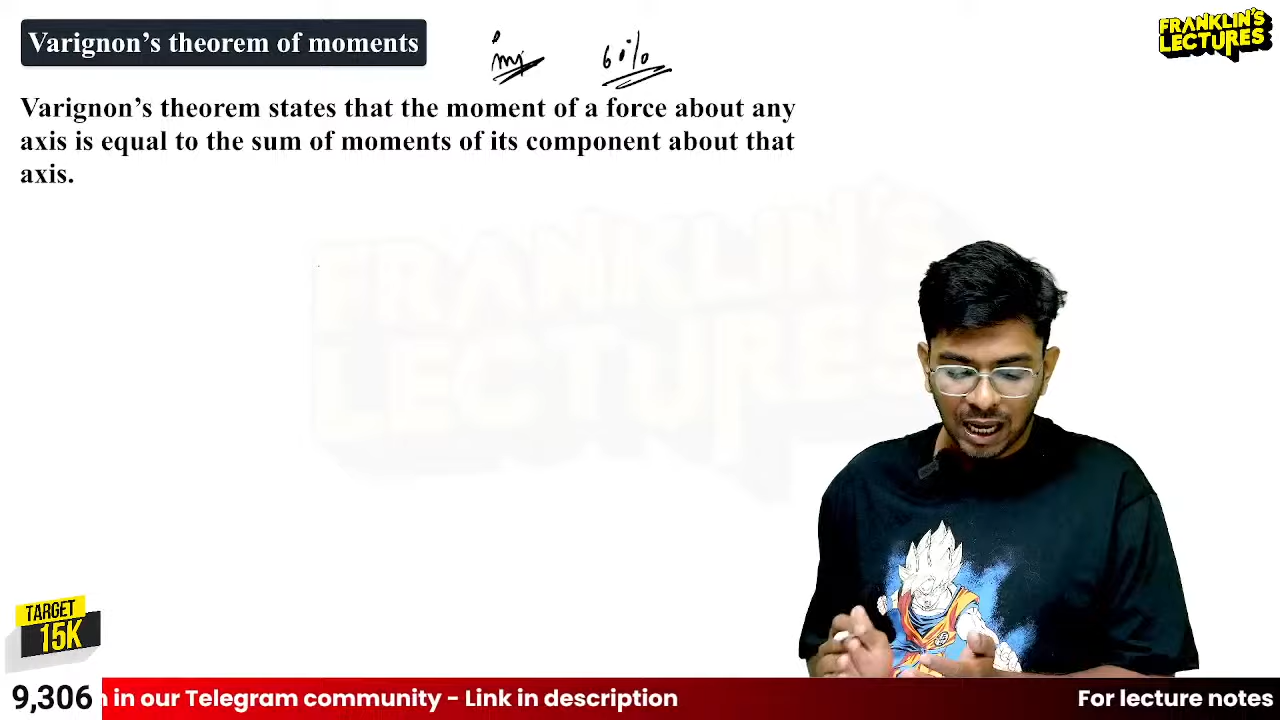 Varignon's theorem of moments
imp 60%
FRANKLIN'S
LECTURES
Varignon's theorem states that the moment of a force about any
axis is equal to the sum of moments of its component about that
axis.
FRANKLIN'S
LECTURES
TARGET
15K
9,306
n in our Telegram community - Link in description
For lecture notes